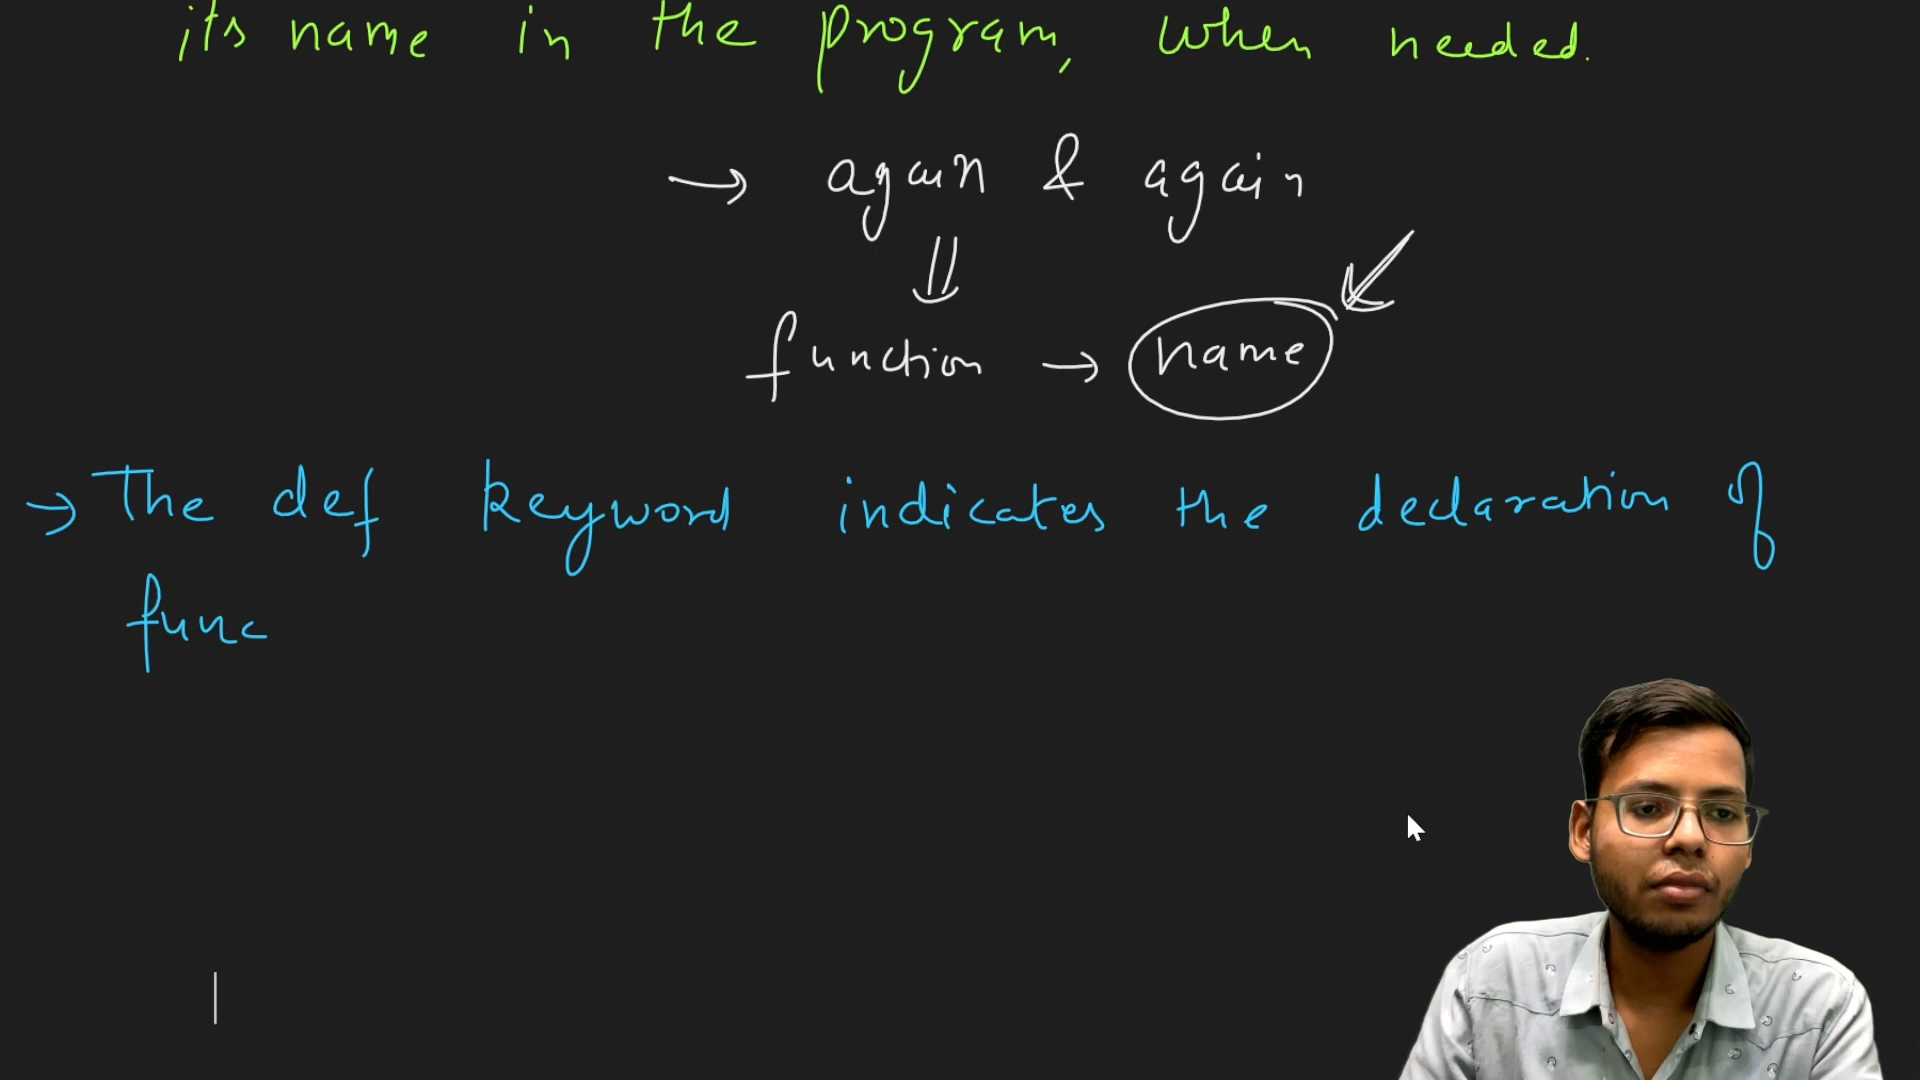 its name in the program, when needed.
→ again & again
⇓
function → name
→ The def keyword indicates the declaration of
func